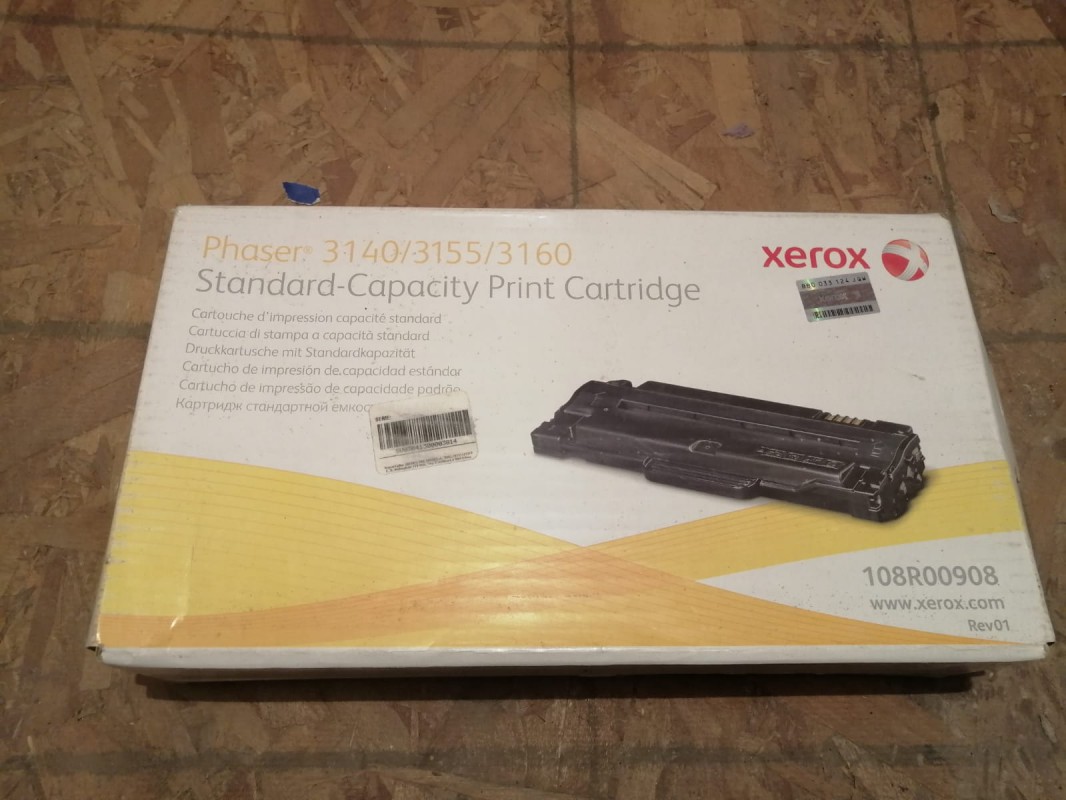 Phaser® 3140/3155/3160
Standard-Capacity Print Cartridge
Cartouche d'impression capacité standard
Cartuccia di stampa a capacità standard
Druckkartusche mit Standardkapazität
Cartucho de impresión de capacidad estándar
Cartucho de impressão de capacidade padrão
Картридж стандартной
xerox
xerox
108R00908
www.xerox.com
Rev01